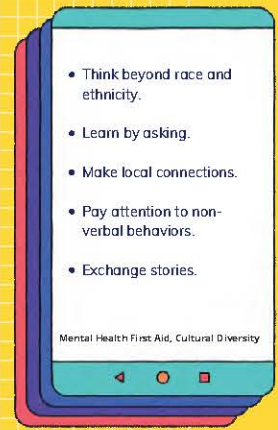 • Think beyond race and
ethnicity.
• Learn by asking.
• Make local connections.
• Pay attention to non-
verbal behaviors.
• Exchange stories.
Mental Health First Aid, Cultural Diversity